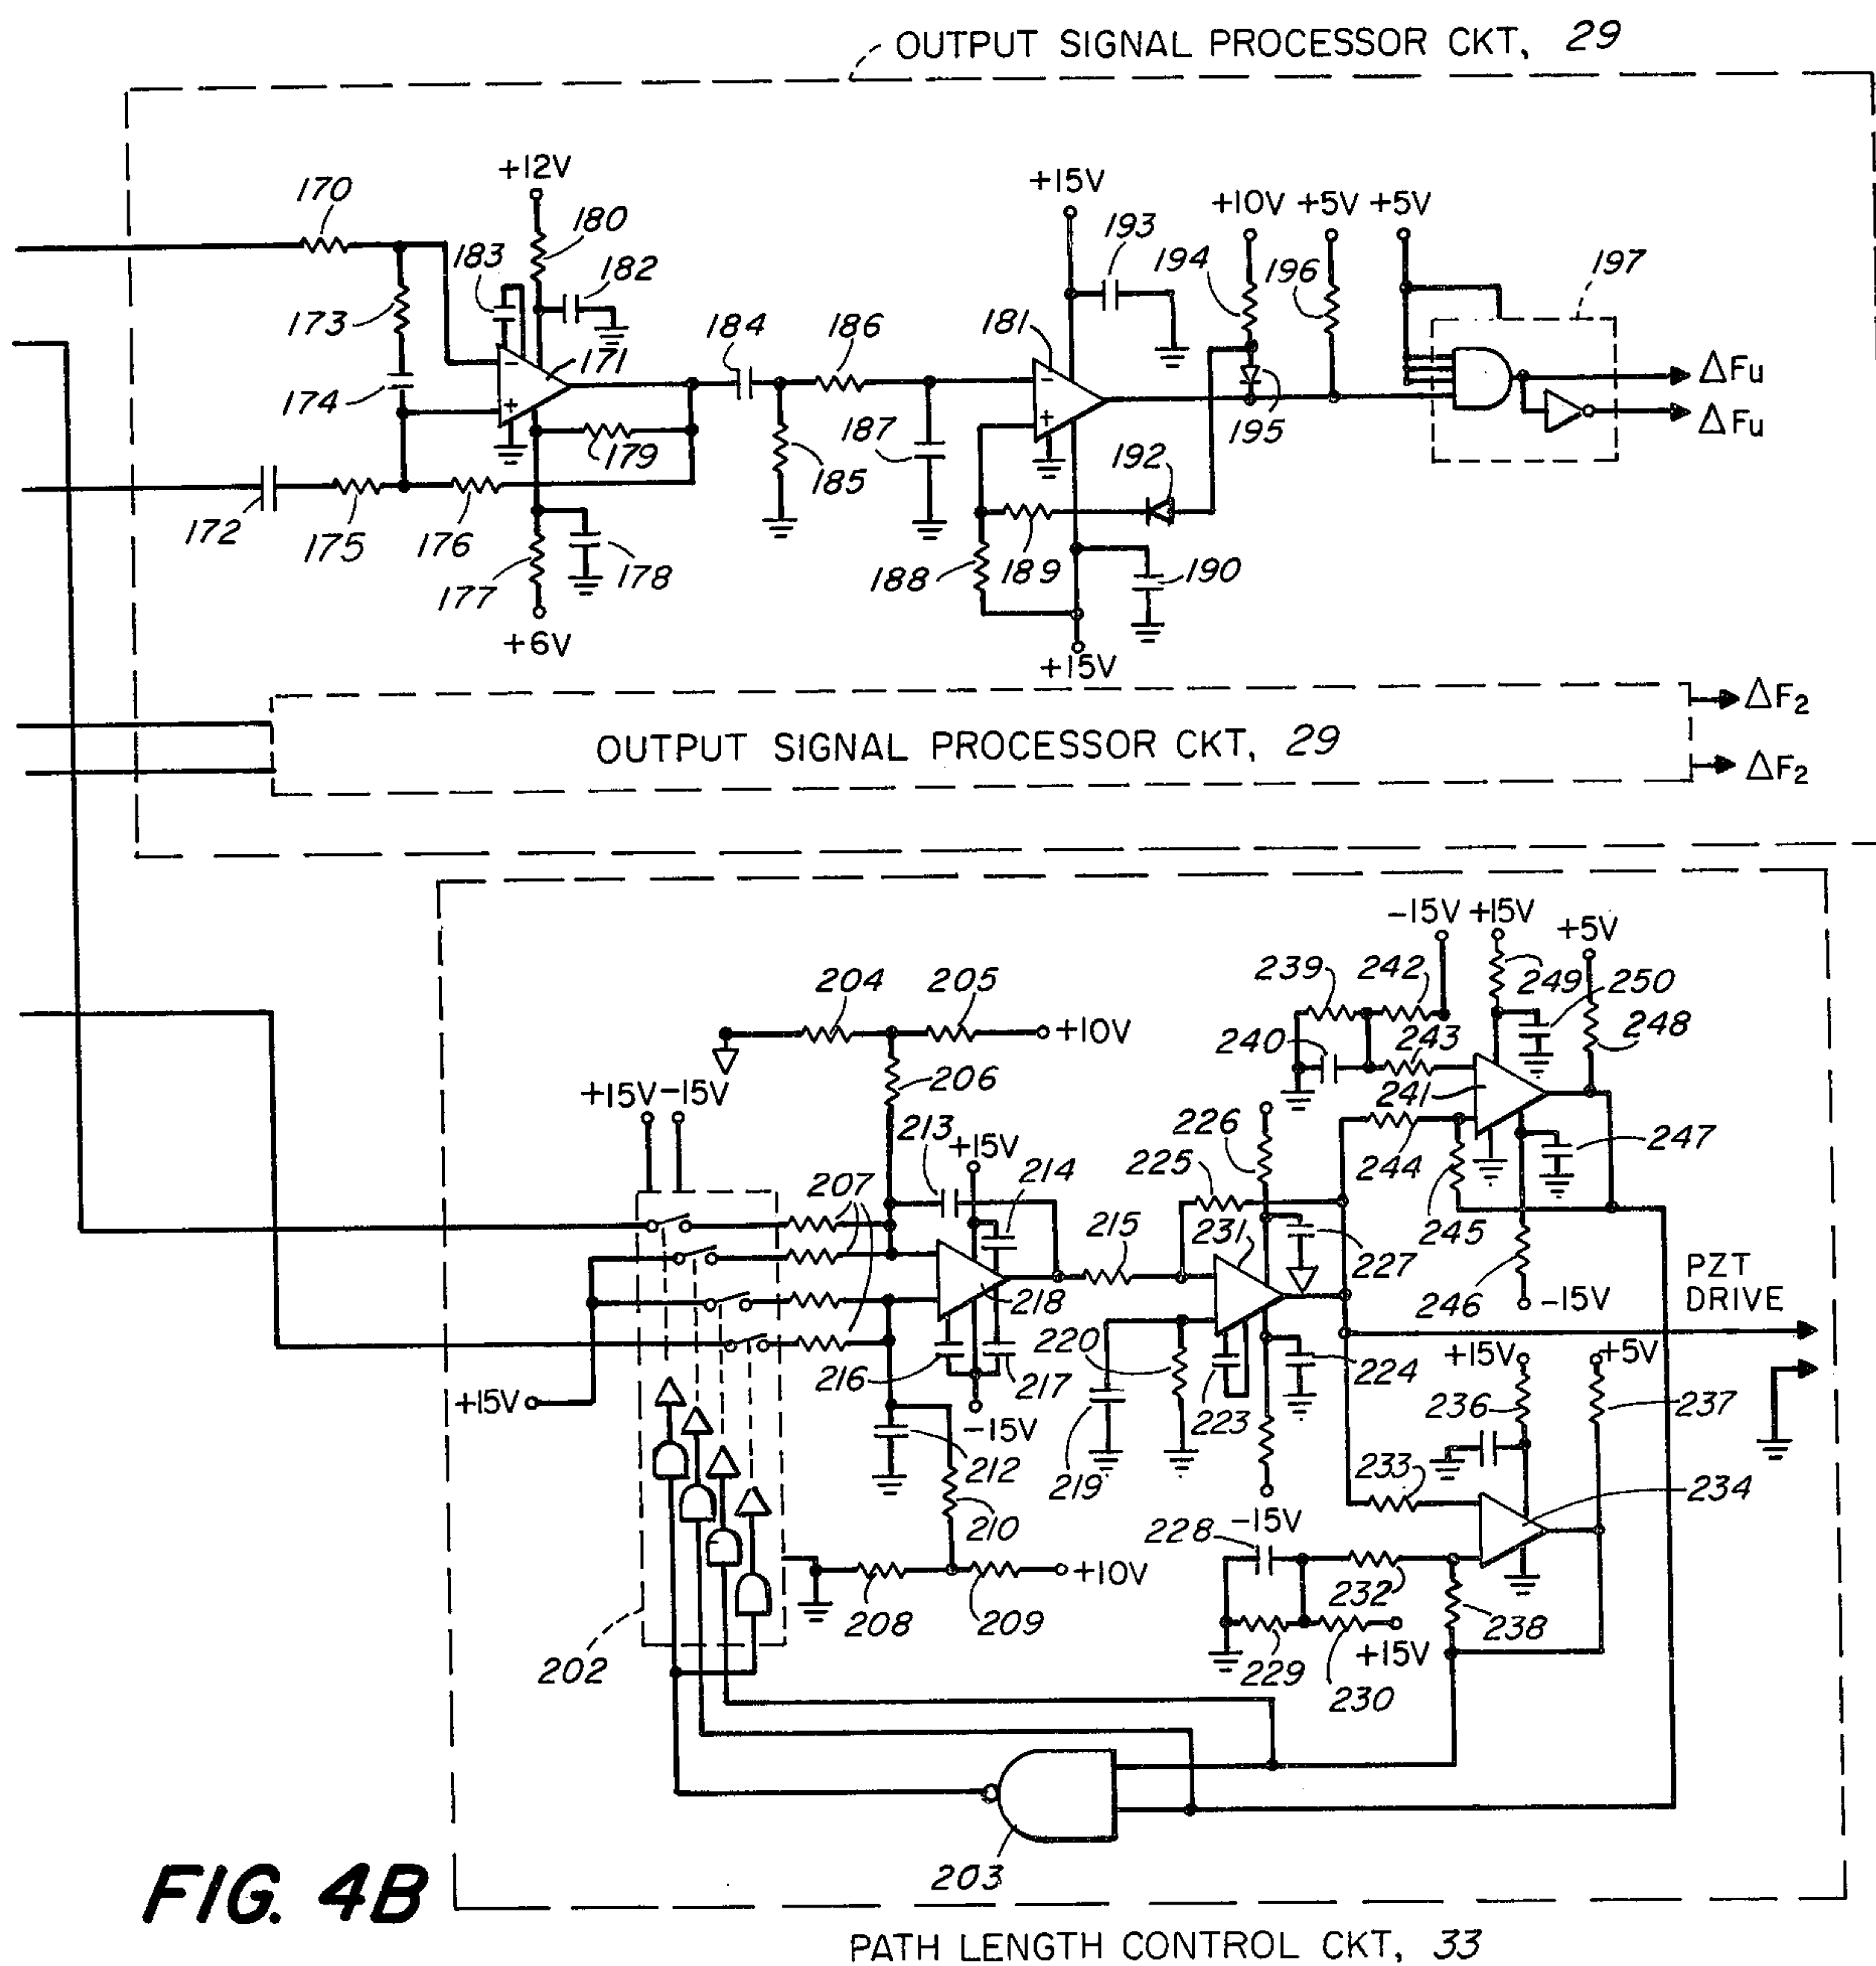 OUTPUT SIGNAL PROCESSOR CKT, 29
+12V
170
180
183
182
173
171
174
184
186
181
+15V
193
+10V +5V +5V
194
196
197
ΔFu
ΔFu
195
192
187
185
179
172
175
176
178
177
+6V
188
189
190
+15V
OUTPUT SIGNAL PROCESSOR CKT, 29
ΔF2
ΔF2
-15V +15V
+5V
239
242
249
250
248
204
205
+10V
240
243
241
206
+15V -15V
213
+15V
214
226
225
244
247
245
207
215
231
227
246
-15V
PZT
DRIVE
218
220
216
217
224
+15V
-15V
223
219
212
+15V
+5V
236
237
233
234
210
-15V
228
+10V
208
209
232
238
202
229
230
+15V
203
FIG. 4B
PATH LENGTH CONTROL CKT, 33